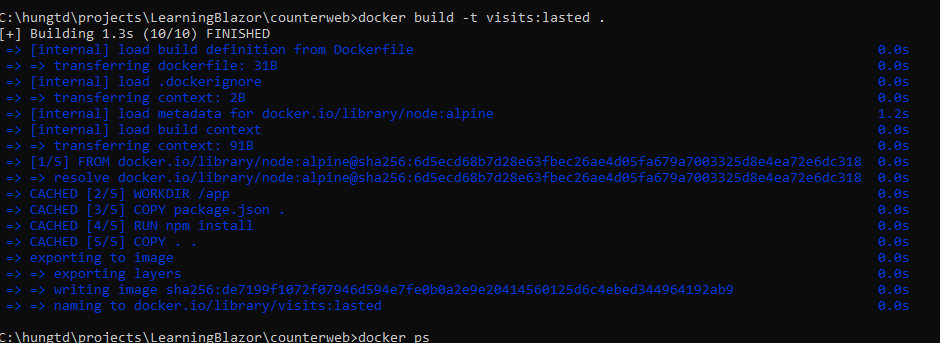 C:\hungtd\projects\LearningBlazor\counterweb>docker build -t visits:lasted .
[+] Building 1.3s (10/10) FINISHED
=> [internal] load build definition from Dockerfile 0.0s
=> => transferring dockerfile: 31B 0.0s
=> [internal] load .dockerignore 0.0s
=> => transferring context: 2B 0.0s
=> [internal] load metadata for docker.io/library/node:alpine 1.2s
=> [internal] load build context 0.0s
=> => transferring context: 91B 0.0s
=> [1/5] FROM docker.io/library/node:alpine@sha256:6d5ecd68b7d28e63fbec26ae4d05fa679a7003325d8e4ea72e6dc318 0.0s
=> => resolve docker.io/library/node:alpine@sha256:6d5ecd68b7d28e63fbec26ae4d05fa679a7003325d8e4ea72e6dc318 0.0s
=> CACHED [2/5] WORKDIR /app 0.0s
=> CACHED [3/5] COPY package.json . 0.0s
=> CACHED [4/5] RUN npm install 0.0s
=> CACHED [5/5] COPY . . 0.0s
=> exporting to image 0.0s
=> => exporting layers 0.0s
=> => writing image sha256:de7199f1072f07946d594e7fe0b0a2e9e20414560125d6c4ebed344964192ab9 0.0s
=> => naming to docker.io/library/visits:lasted 0.0s
C:\hungtd\projects\LearningBlazor\counterweb>docker ps